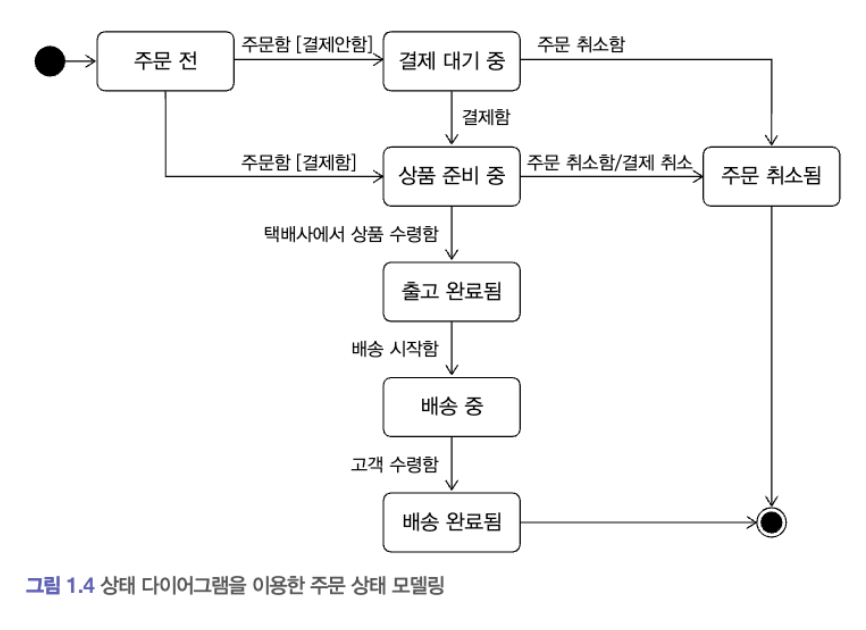 주문함 [결제안함]
주문 취소함
주문 전
결제 대기 중
결제함
주문함 [결제함]
주문 취소함/결제 취소
상품 준비 중
주문 취소됨
택배사에서 상품 수령함
출고 완료됨
배송 시작함
배송 중
고객 수령함
배송 완료됨
그림 1.4 상태 다이어그램을 이용한 주문 상태 모델링